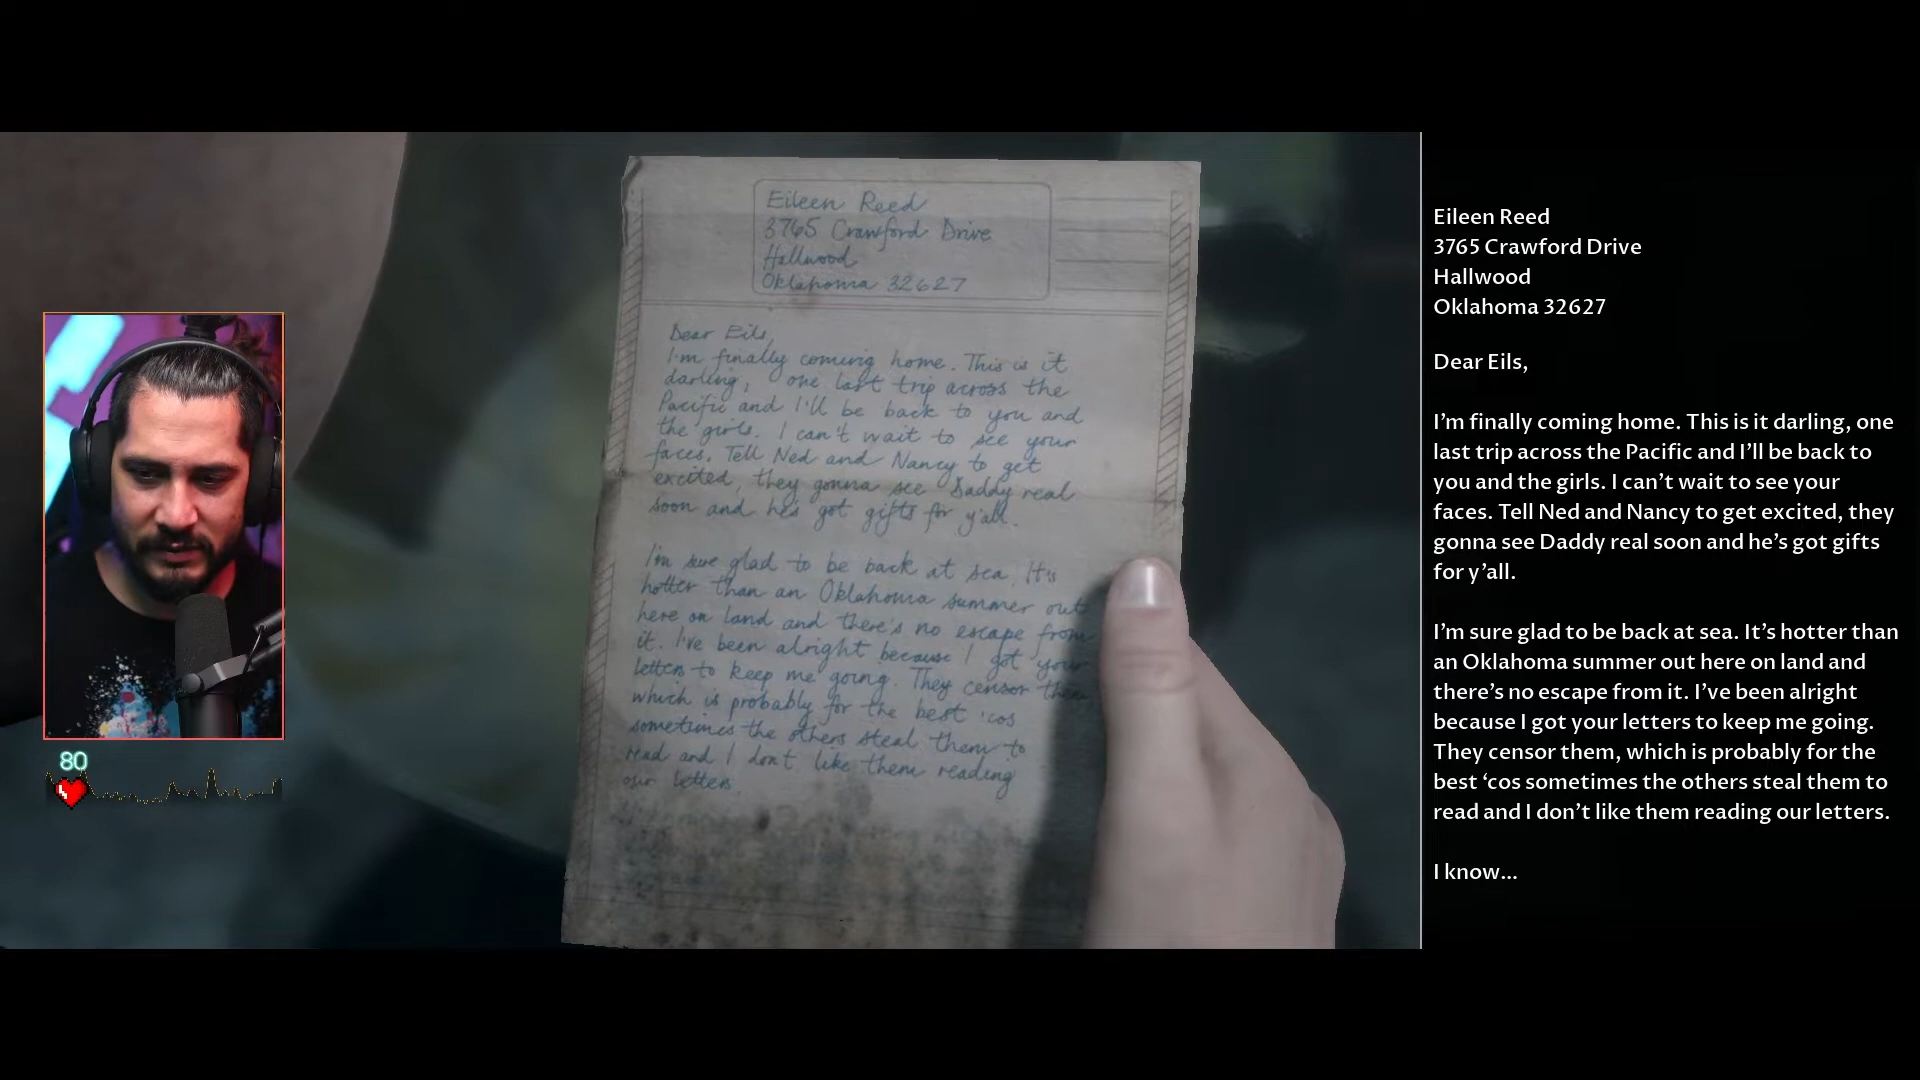 Eileen Reed
3765 Crawford Drive
Hallwood
Oklahoma 32627
Dear Eils,
I'm finally coming home. This is it
darling, one last trip across the
Pacific and I'll be back to you and
the girls. I can't wait to see your
faces. Tell Ned and Nancy to get
excited, they gonna see Daddy real
soon and he's got gifts for y'all.
I'm sure glad to be back at sea. It's
hotter than an Oklahoma summer out
here on land and there's no escape from
it. I've been alright because I got your
letters to keep me going. They censor them
which is probably for the best 'cos
sometimes the others steal them to
read and I don't like them reading
our letters
80
Eileen Reed
3765 Crawford Drive
Hallwood
Oklahoma 32627
Dear Eils,
I’m finally coming home. This is it darling, one
last trip across the Pacific and I’ll be back to
you and the girls. I can’t wait to see your
faces. Tell Ned and Nancy to get excited, they
gonna see Daddy real soon and he’s got gifts
for y’all.
I’m sure glad to be back at sea. It’s hotter than
an Oklahoma summer out here on land and
there’s no escape from it. I’ve been alright
because I got your letters to keep me going.
They censor them, which is probably for the
best ‘cos sometimes the others steal them to
read and I don’t like them reading our letters.
I know...